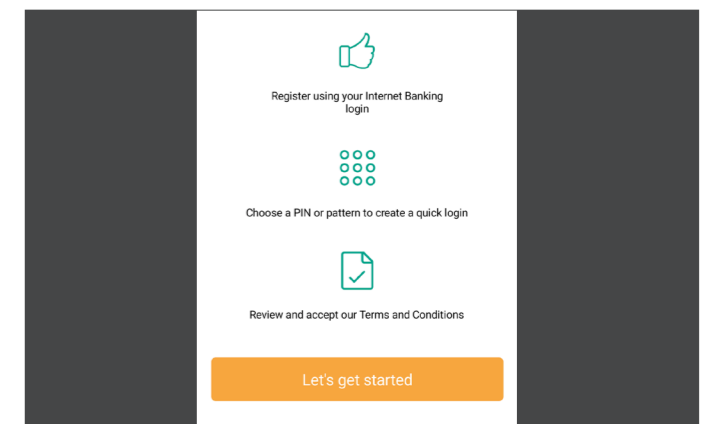 Register using your Internet Banking
login
Choose a PIN or pattern to create a quick login
Review and accept our Terms and Conditions
Let's get started